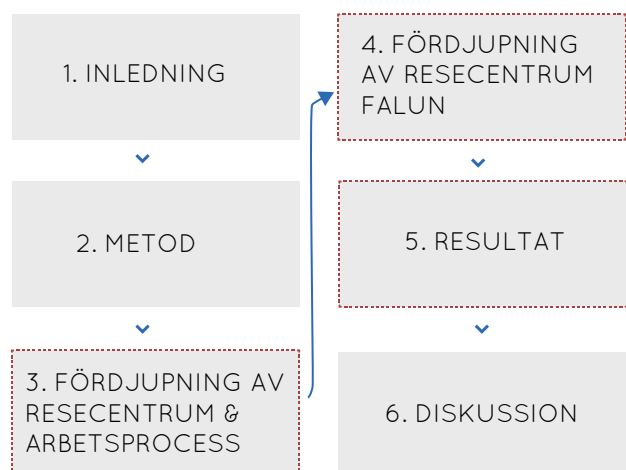 1. INLEDNING
2. METOD
3. FÖRDJUPNING AV
RESECENTRUM &
ARBETSPROCESS
4. FÖRDJUPNING
AV RESECENTRUM
FALUN
5. RESULTAT
6. DISKUSSION